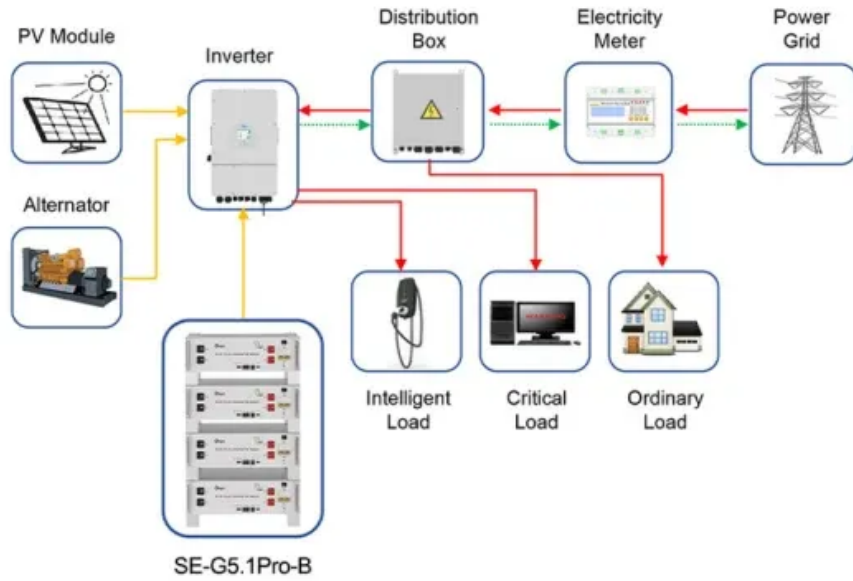 PV Module
Inverter
Distribution
Box
Electricity
Meter
Power
Grid
Alternator
Intelligent
Load
Critical
Load
Ordinary
Load
SE-G5.1Pro-B